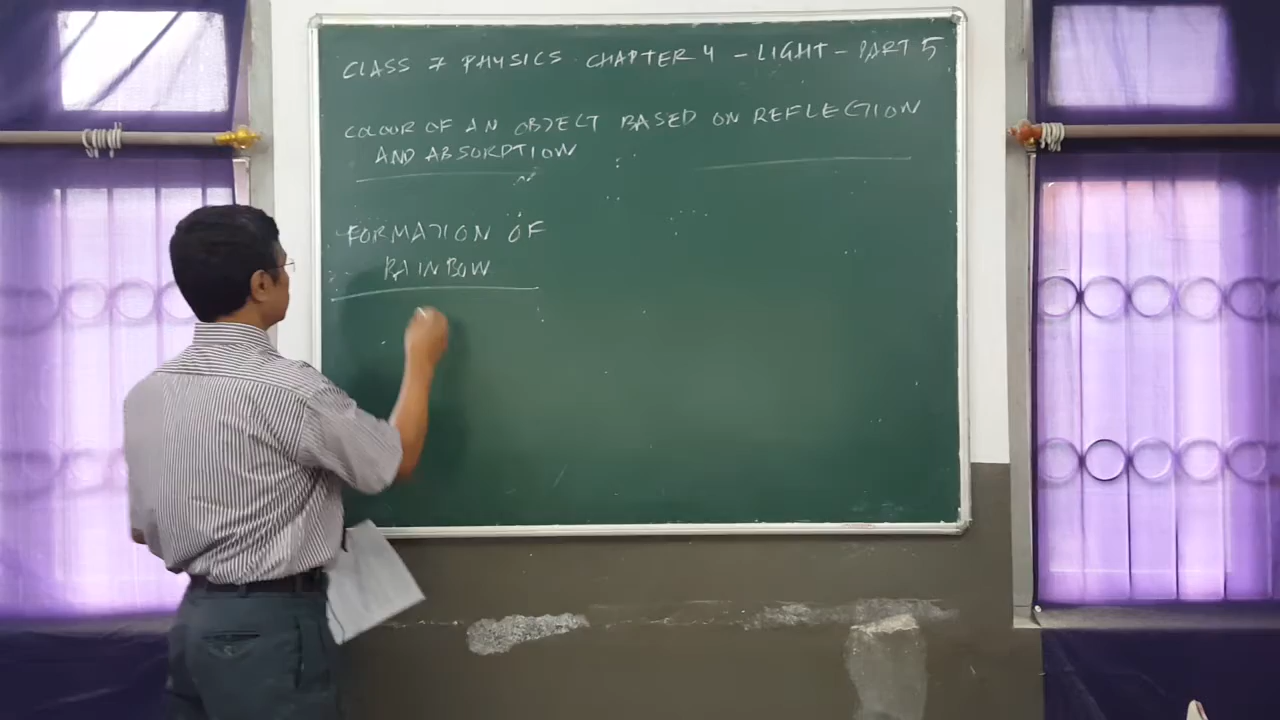 CLASS 7 PHYSICS CHAPTER 4 - LIGHT - PART 5
COLOUR OF AN OBJECT BASED ON REFLECTION
AND ABSORPTION
FORMATION OF
RAINBOW